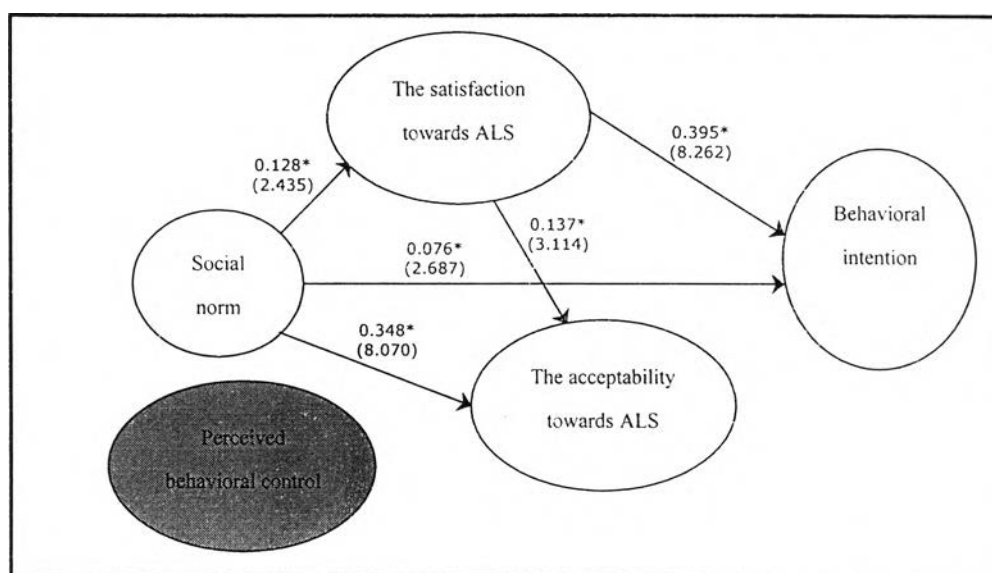 The satisfaction
towards ALS
0.395*
(8.262)
0.128*
(2.435)
Behavioral
intention
0.137*
(3.114)
0.076*
(2.687)
Social
norm
0.348*
(8.070)
The acceptability
towards ALS
Perceived
behavioral control